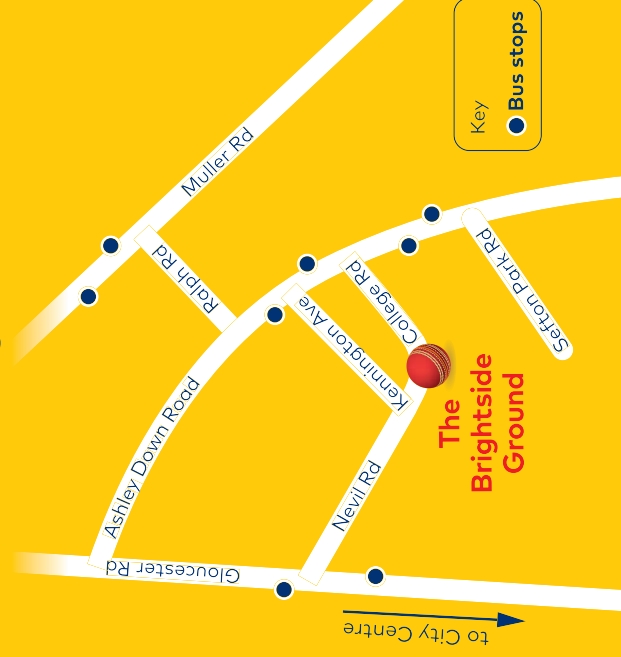 Key
Bus stops
Muller Rd
Ralph Rd
Sefton Park Rd
College Rd
Kennington Ave
Ashley Down Road
The
Brightside
Ground
Nevil Rd
Gloucester Rd
to City Centre